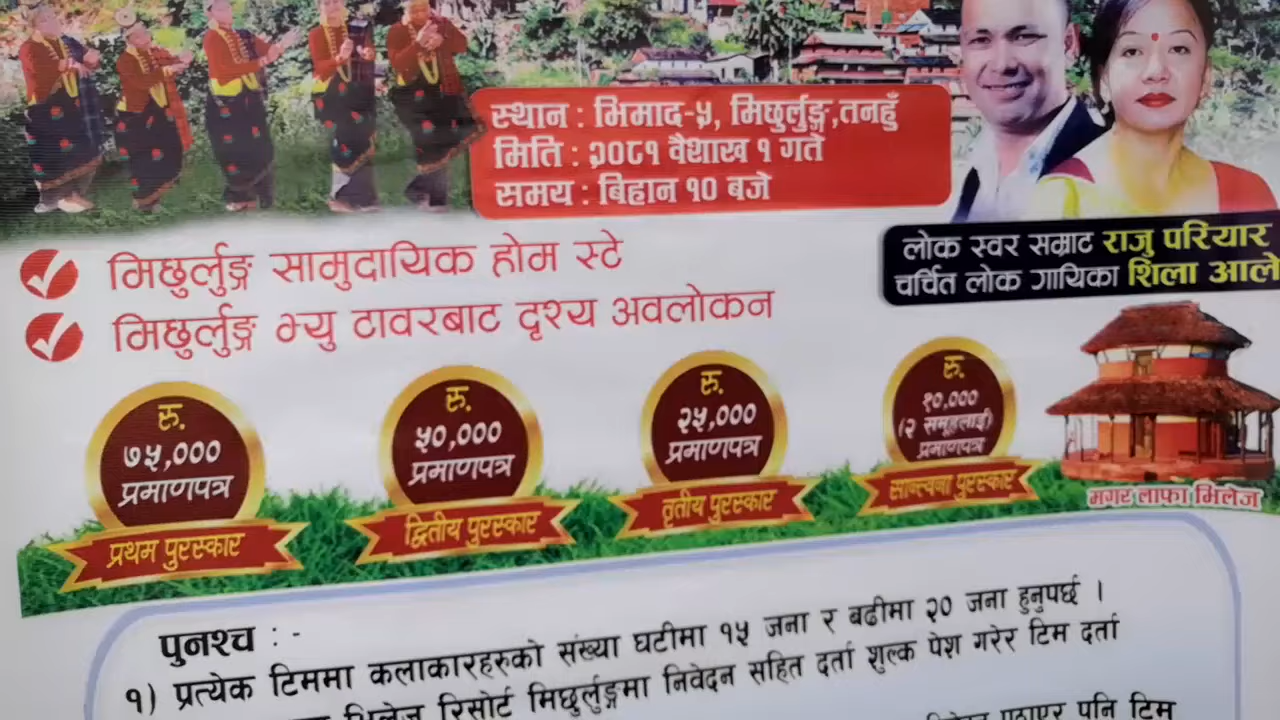 स्थान : भिमाद-५, मिछुर्लुङ्ग,तनहुँ
मिति : २०८१ वैशाख १ गते
समय : बिहान १० बजे
लोक स्वर सम्राट राजु परियार
चर्चित लोक गायिका शिला आले
मिछुर्लुङ्ग सामुदायिक होम स्टे
मिछुर्लुङ्ग भ्यु टावरबाट दृश्य अवलोकन
रु.
७५,०००
प्रमाणपत्र
प्रथम पुरस्कार
रु.
५०,०००
प्रमाणपत्र
द्वितीय पुरस्कार
रु.
२५,०००
प्रमाणपत्र
तृतीय पुरस्कार
रु.
१०,०००
(२ समूहलाई)
प्रमाणपत्र
सान्त्वना पुरस्कार
मगर लाफा भिलेज
पुनश्च : -
१) प्रत्येक टिममा कलाकारहरुको संख्या घटीमा १५ जना र बढीमा २० जना हुनुपर्छ ।
भिलेज रिसोर्ट मिछुर्लुङ्गमा निवेदन सहित दर्ता शुल्क पेश गरेर टिम दर्ता
पठाएर पनि टिम